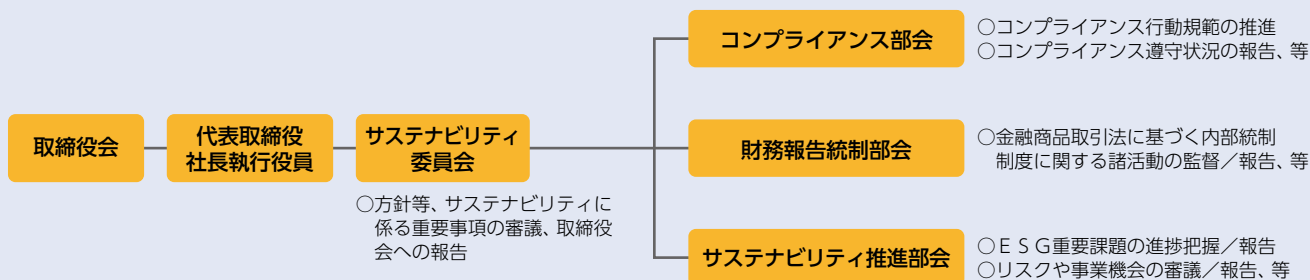 取締役会
代表取締役
社長執行役員
サステナビリティ
委員会
○方針等、サステナビリティに
係る重要事項の審議、取締役
会への報告
コンプライアンス部会
○コンプライアンス行動規範の推進
○コンプライアンス遵守状況の報告、等
財務報告統制部会
○金融商品取引法に基づく内部統制
制度に関する諸活動の監督／報告、等
サステナビリティ推進部会
○ＥＳＧ重要課題の進捗把握／報告
○リスクや事業機会の審議／報告、等